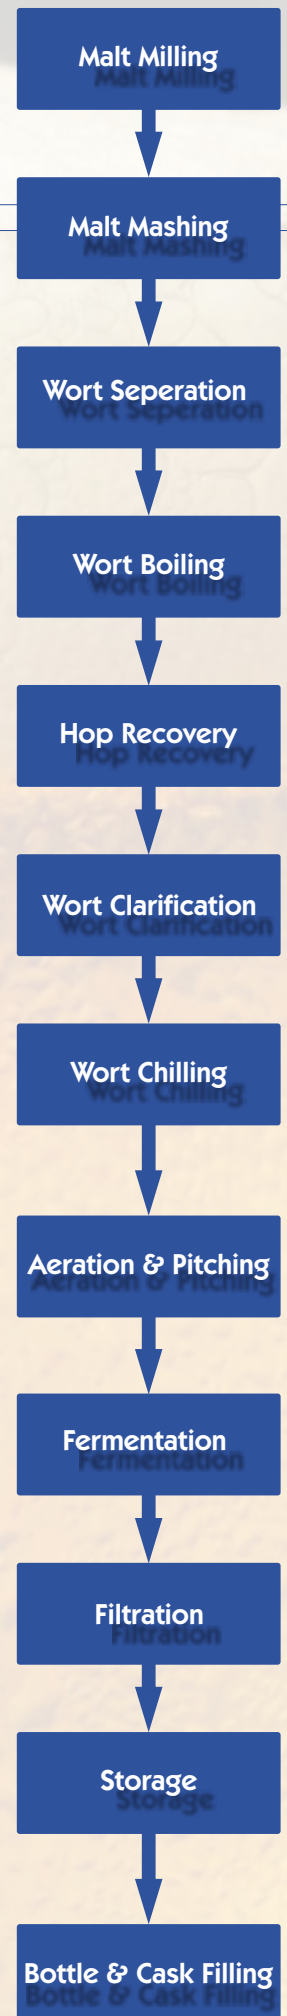 Malt Milling
Malt Mashing
Wort Seperation
Wort Boiling
Hop Recovery
Wort Clarification
Wort Chilling
Aeration & Pitching
Fermentation
Filtration
Storage
Bottle & Cask Filling